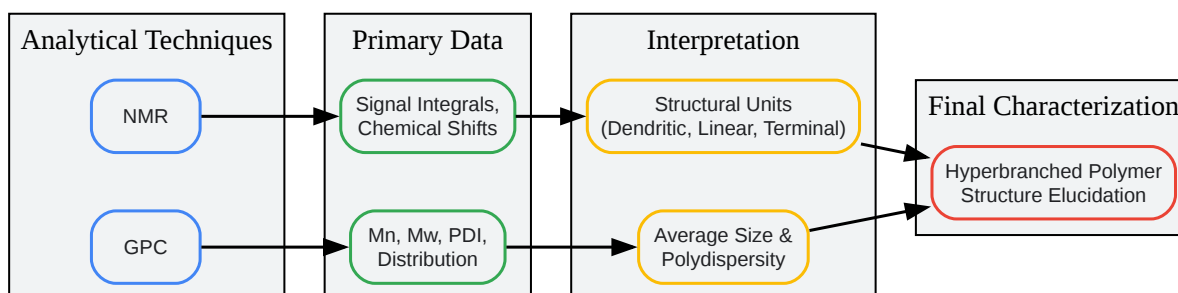 Analytical Techniques
Primary Data
Interpretation
Final Characterization
NMR
Signal Integrals,
Chemical Shifts
Structural Units
(Dendritic, Linear, Terminal)
Hyperbranched Polymer
Structure Elucidation
GPC
Mn, Mw, PDI,
Distribution
Average Size &
Polydispersity